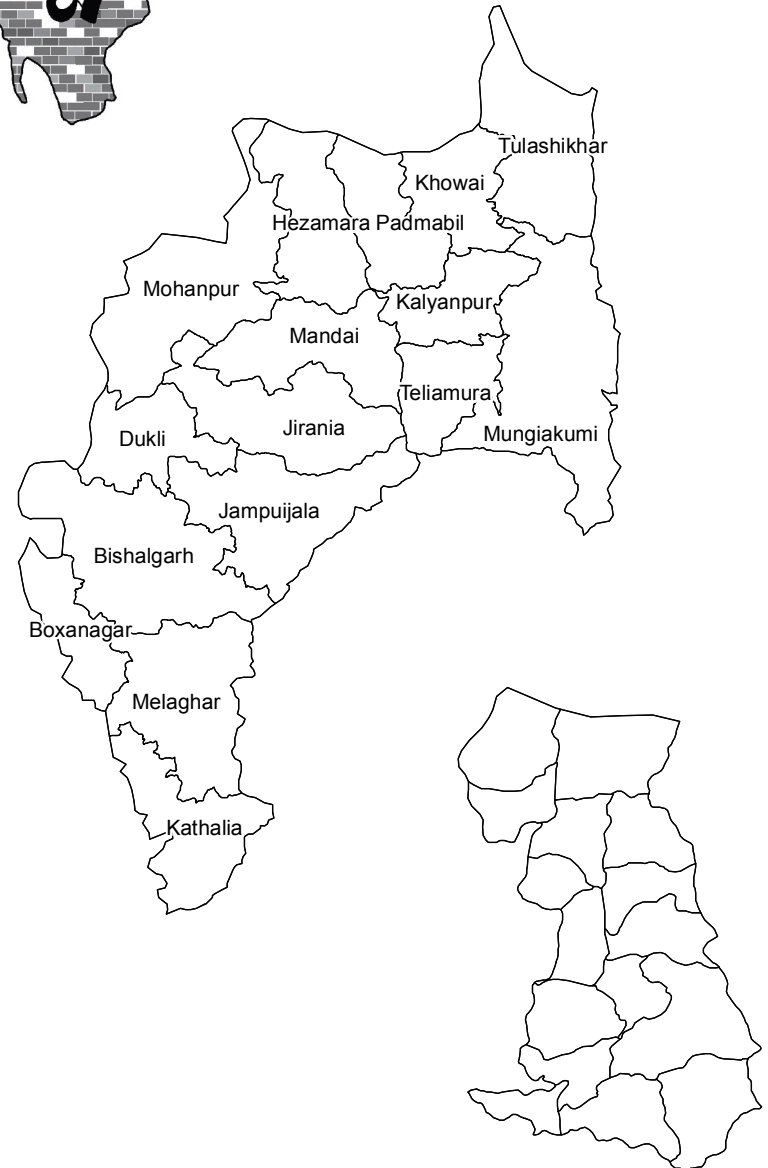 Tulashikhar
Khowai
Hezamara Padmabil
Mohanpur
Kalyanpur
Mandai
Teliamura
Jirania
Dukli
Mungiakumi
Jampuijala
Bishalgarh
Boxanagar
Melaghar
Kathalia